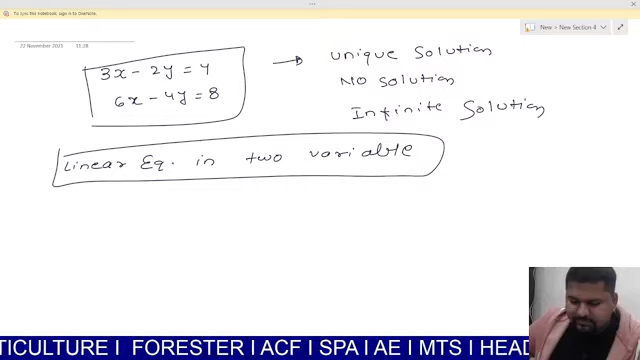 To sync this notebook, sign in to OneNote.
New » New Section 4
22 November 2025 11:28
3x - 2y = 4
6x - 4y = 8
Unique Solution
No solution
Infinite Solution
Linear Eq. in two variable
TICULTURE I FORESTER I ACF I SPA I AE I MTS I HEAD